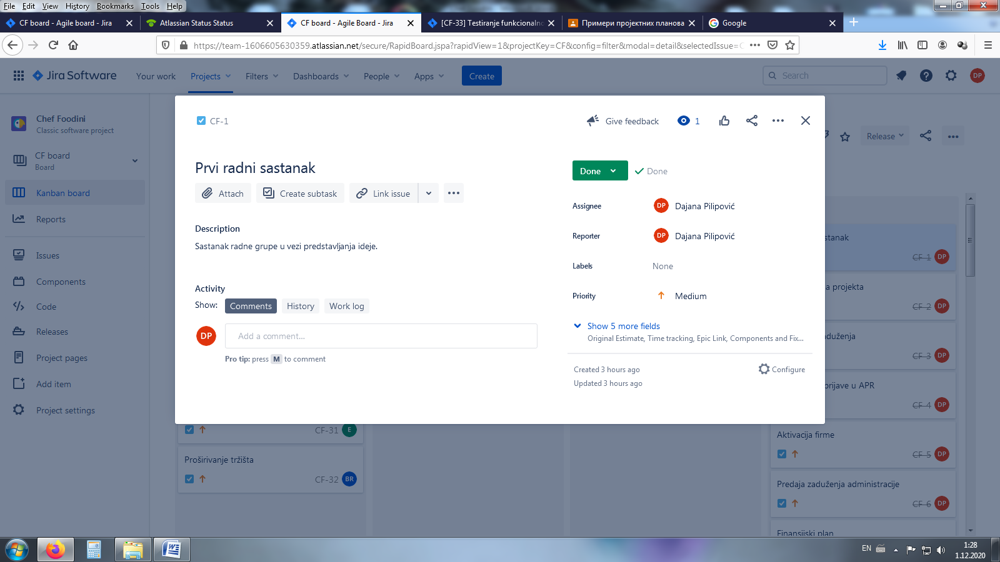 File Edit View History Bookmarks Tools Help
CF board - Agile board - Jira
Atlassian Status Status
CF board - Agile Board - Jira
[CF-33] Testiranje funkcionalno
Примери пројектних планова
Google
https://team-1606605630359.atlassian.net/secure/RapidBoard.jspa?rapidView=1&projectKey=CF&config=filter&modal=detail&selectedIssue=C
Jira Software
Your work
Projects
Filters
Dashboards
People
Apps
Create
Search
DP
Chef Foodini
Classic software project
CF board
Board
Kanban board
Reports
Issues
Components
Code
Releases
Project pages
Add item
Project settings
CF-1
Give feedback
1
Prvi radni sastanak
Attach
Create subtask
Link issue
Description
Sastanak radne grupe u vezi predstavljanja ideje.
Activity
Show:
Comments
History
Work log
DP
Add a comment...
Pro tip: press M to comment
Done
Done
Assignee
DP Dajana Pilipović
Reporter
DP Dajana Pilipović
Labels
None
Priority
Medium
Show 5 more fields
Original Estimate, Time tracking, Epic Link, Components and Fix...
Created 3 hours ago
Configure
Updated 3 hours ago
Release
stanak
CF-1 DP
a projekta
CF-2 DP
aduženja
CF-3 DP
prijave u APR
CF-4 DP
Aktivacija firme
CF-5 DP
Predaja zaduženja administracije
CF-6 DP
Finansijski plan
CF-31 E
Proširivanje tržišta
CF-32 BR
EN
1:28
1.12.2020